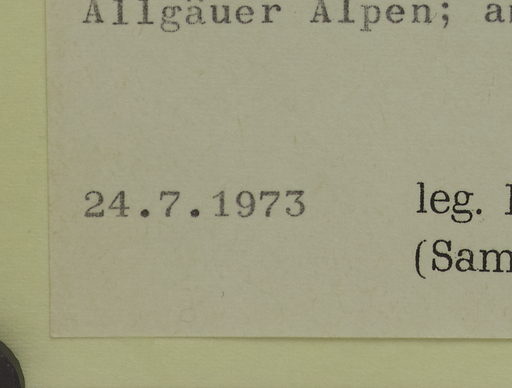 Allgäuer Alpen;
24.7.1973 leg.
(Sam